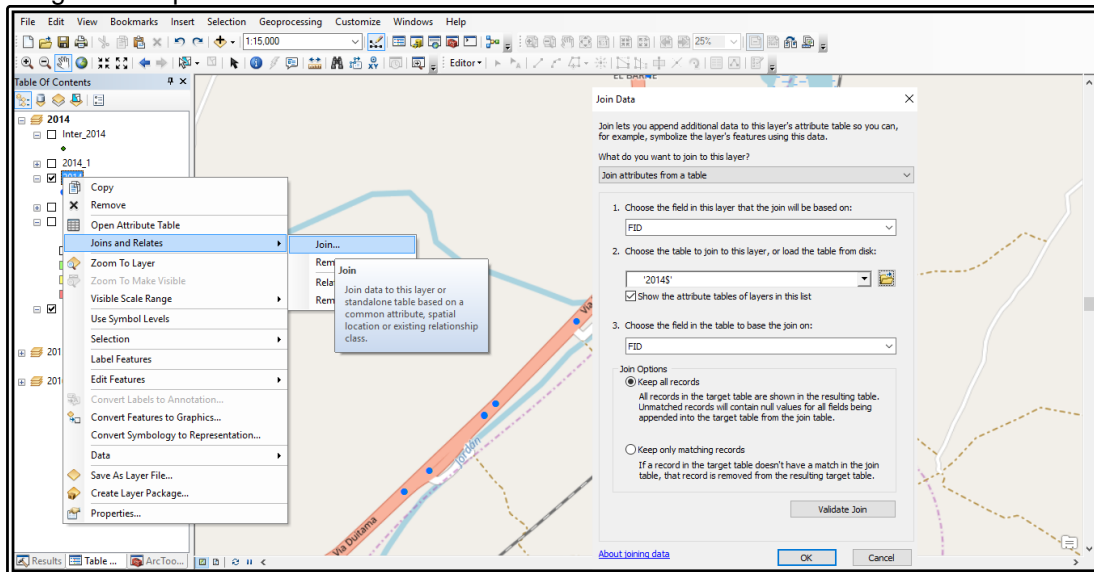 File Edit View Bookmarks Insert Selection Geoprocessing Customize Windows Help
1:15,000
25%
Editor
Table Of Contents
2014
Inter_2014
2014_1
2014
201
201
Copy
Remove
Open Attribute Table
Joins and Relates
Zoom To Layer
Zoom To Make Visible
Visible Scale Range
Use Symbol Levels
Selection
Label Features
Edit Features
Convert Labels to Annotation...
Convert Features to Graphics...
Convert Symbology to Representation...
Data
Save As Layer File...
Create Layer Package...
Properties...
Join...
Rem
Rela
Rem
Join
Join data to this layer or
standalone table based on a
common attribute, spatial
location or existing relationship
class.
Via
Jordán
Via Duitama
Join Data
Join lets you append additional data to this layer's attribute table so you can,
for example, symbolize the layer's features using this data.
What do you want to join to this layer?
Join attributes from a table
1. Choose the field in this layer that the join will be based on:
FID
2. Choose the table to join to this layer, or load the table from disk:
'2014$'
Show the attribute tables of layers in this list
3. Choose the field in the table to base the join on:
FID
Join Options
Keep all records
All records in the target table are shown in the resulting table.
Unmatched records will contain null values for all fields being
appended into the target table from the join table.
Keep only matching records
If a record in the target table doesn't have a match in the join
table, that record is removed from the resulting target table.
Validate Join
About joining data
OK Cancel
Results Table ... ArcToo...